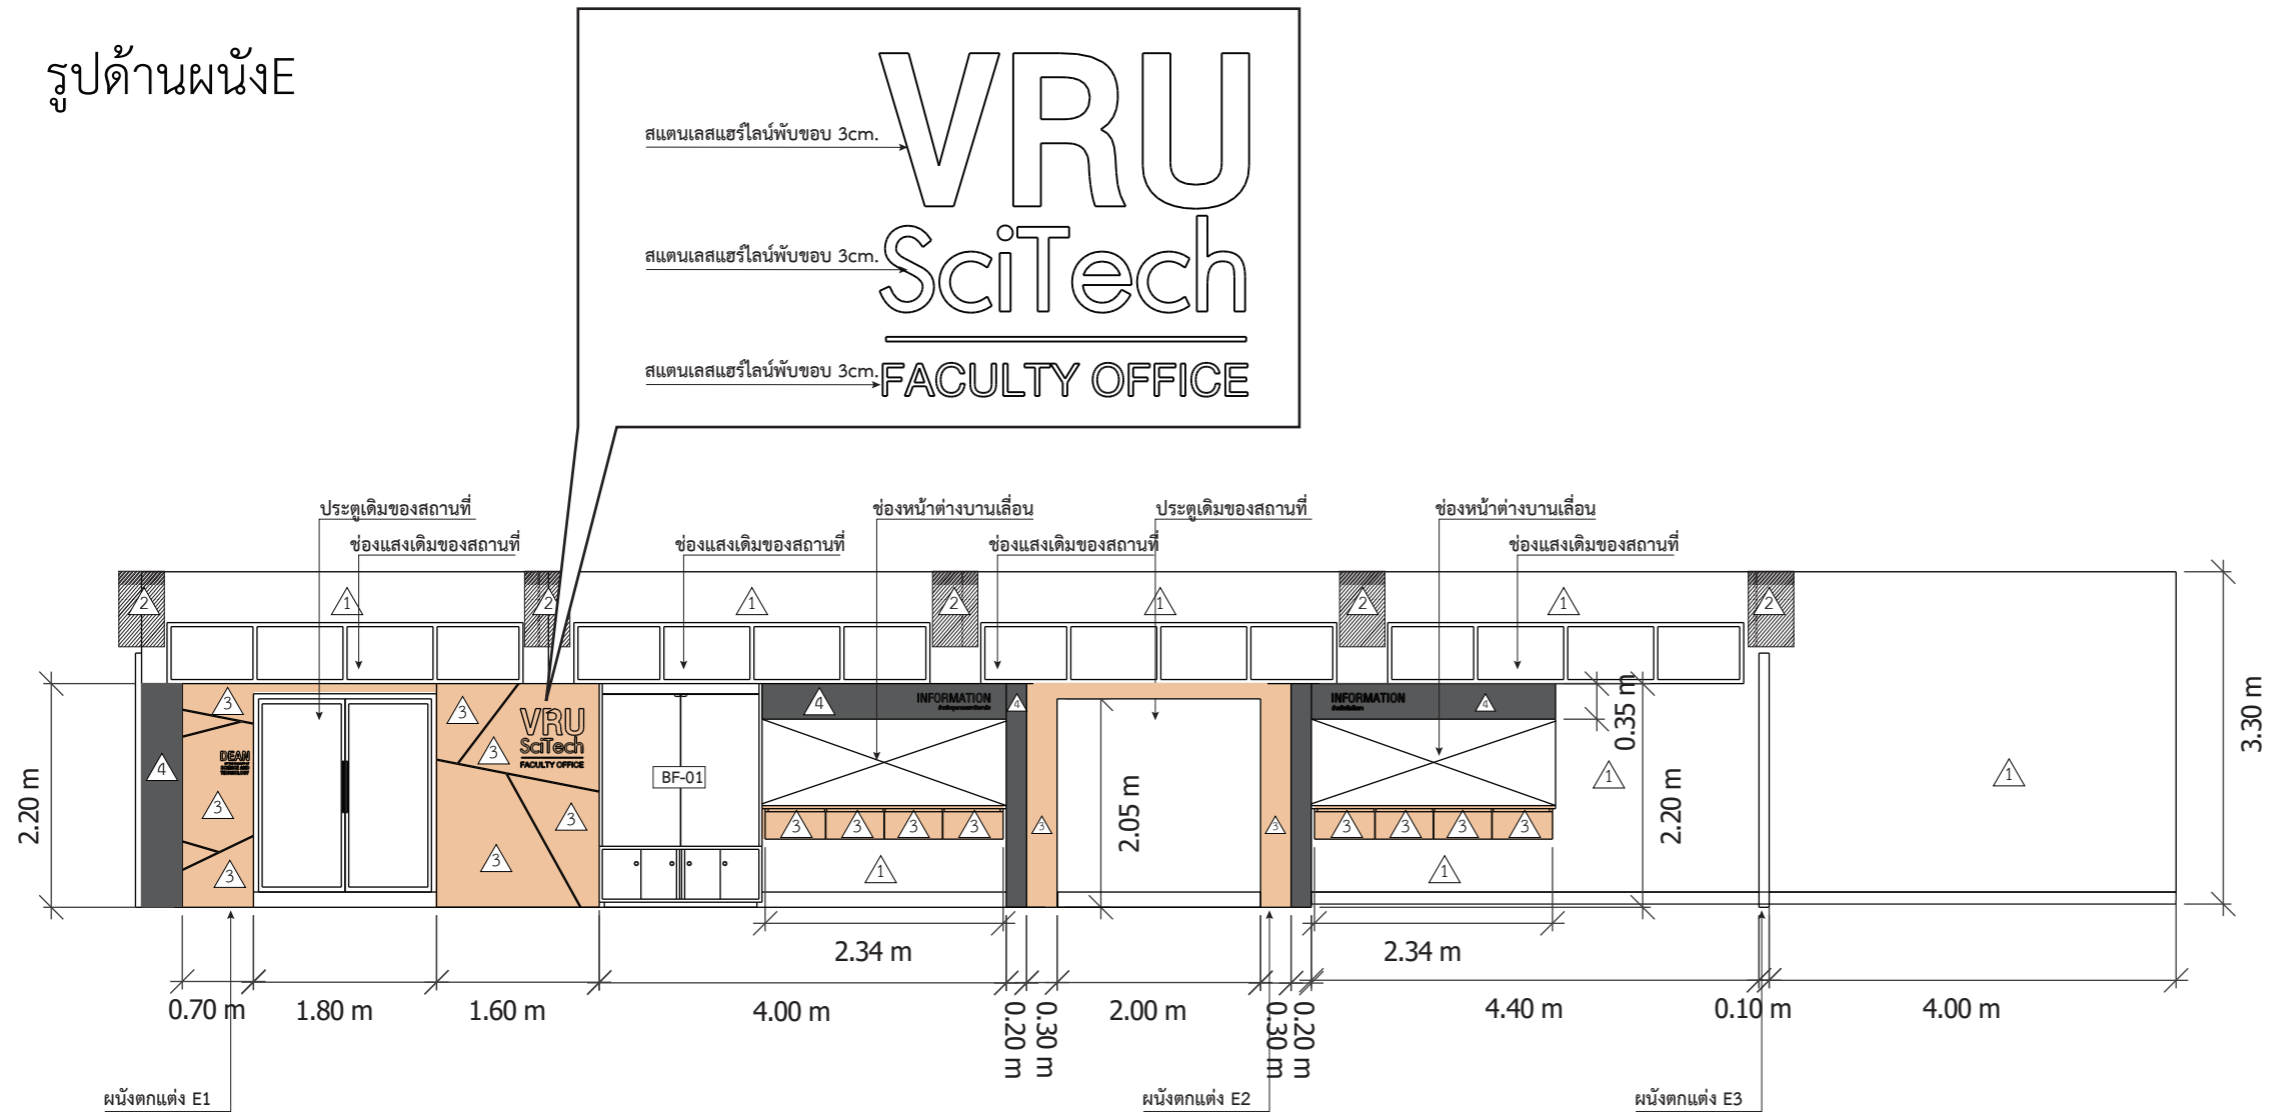 รูปด้านผนังE
สแตนเลสแฮร์ไลน์พับขอบ 3cm.
VRU
สแตนเลสแฮร์ไลน์พับขอบ 3cm.
SciTech
สแตนเลสแฮร์ไลน์พับขอบ 3cm.
FACULTY OFFICE
ประตูเดิมของสถานที่
ช่องหน้าต่างบานเลื่อน
ประตูเดิมของสถานที่
ช่องหน้าต่างบานเลื่อน
ช่องแสงเดิมของสถานที่
ช่องแสงเดิมของสถานที่
ช่องแสงเดิมของสถานที่
ช่องแสงเดิมของสถานที่
2 1 2 1 2 1 2 1 2
3 3 4 INFORMATION 4 INFORMATION 4
VRU
SciTech
FACULTY OFFICE
3
DEAN
4
BF-01
1 1
0.35 m
3.30 m
2.20 m
2.05 m
2.20 m
3 3 3 3 3 3 3 3 3 3 3 3
3 3 1 1
2.34 m 2.34 m
0.70 m 1.80 m 1.60 m 4.00 m 0.20 m 0.30 m 2.00 m 0.30 m 0.20 m 4.40 m 0.10 m 4.00 m
ผนังตกแต่ง E1
ผนังตกแต่ง E2
ผนังตกแต่ง E3